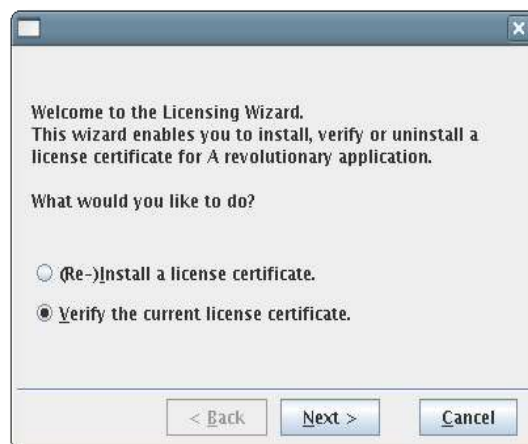 Welcome to the Licensing Wizard.
This wizard enables you to install, verify or uninstall a
license certificate for A revolutionary application.
What would you like to do?
(Re-)Install a license certificate.
Verify the current license certificate.
< Back
Next >
Cancel